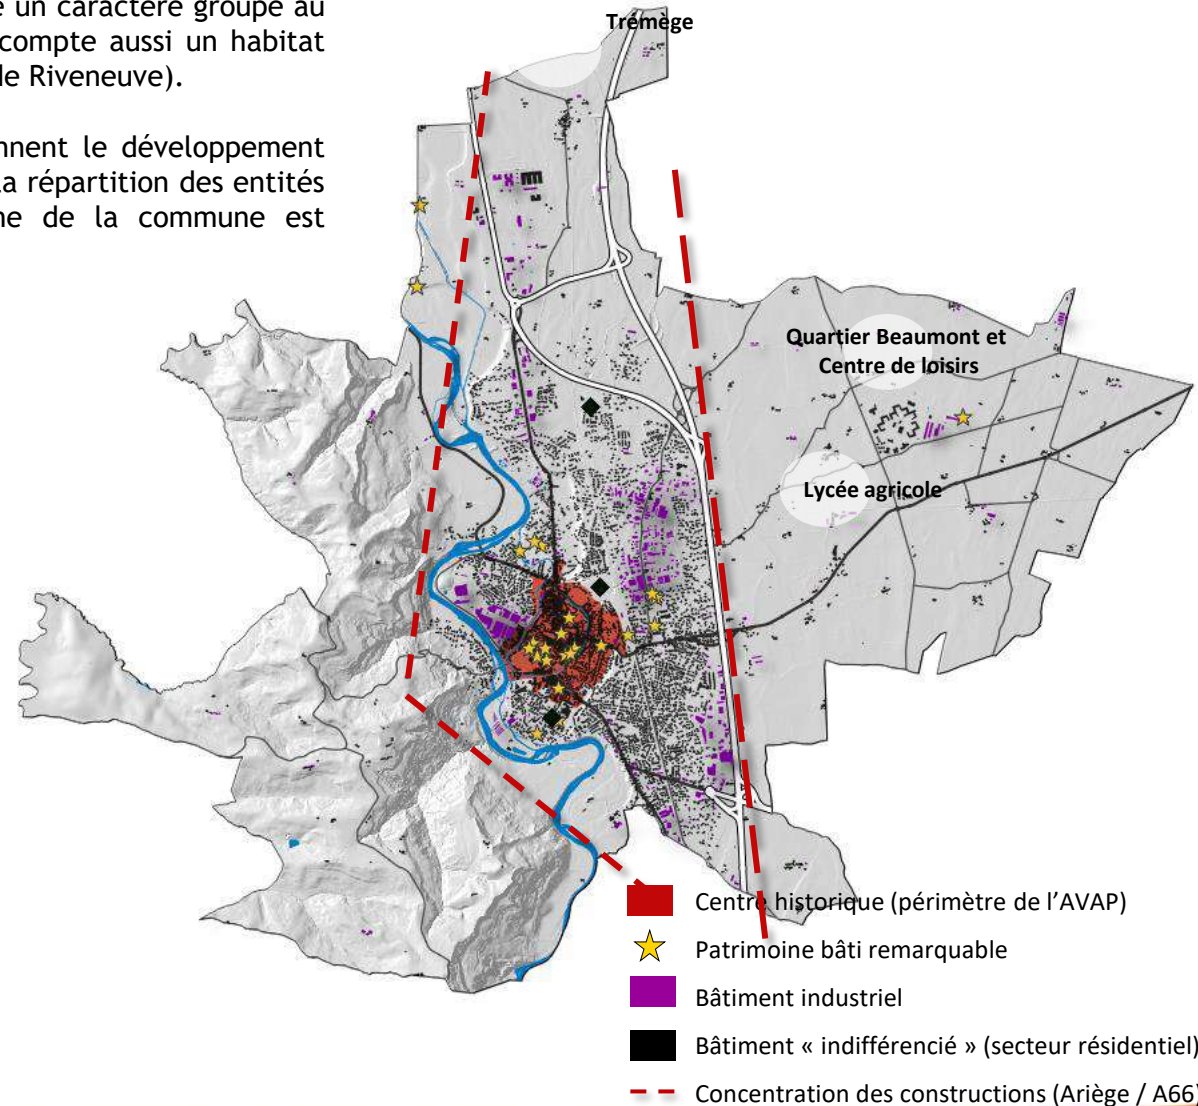 e un caractère groupé au
compte aussi un habitat
de Riveneuve).
nnent le développement
la répartition des entités
ne de la commune est
Trémège
Quartier Beaumont et
Centre de loisirs
Lycée agricole
Centre historique (périmètre de l'AVAP)
Patrimoine bâti remarquable
Bâtiment industriel
Bâtiment « indifférencié » (secteur résidentiel)
Concentration des constructions (Ariège / A66)